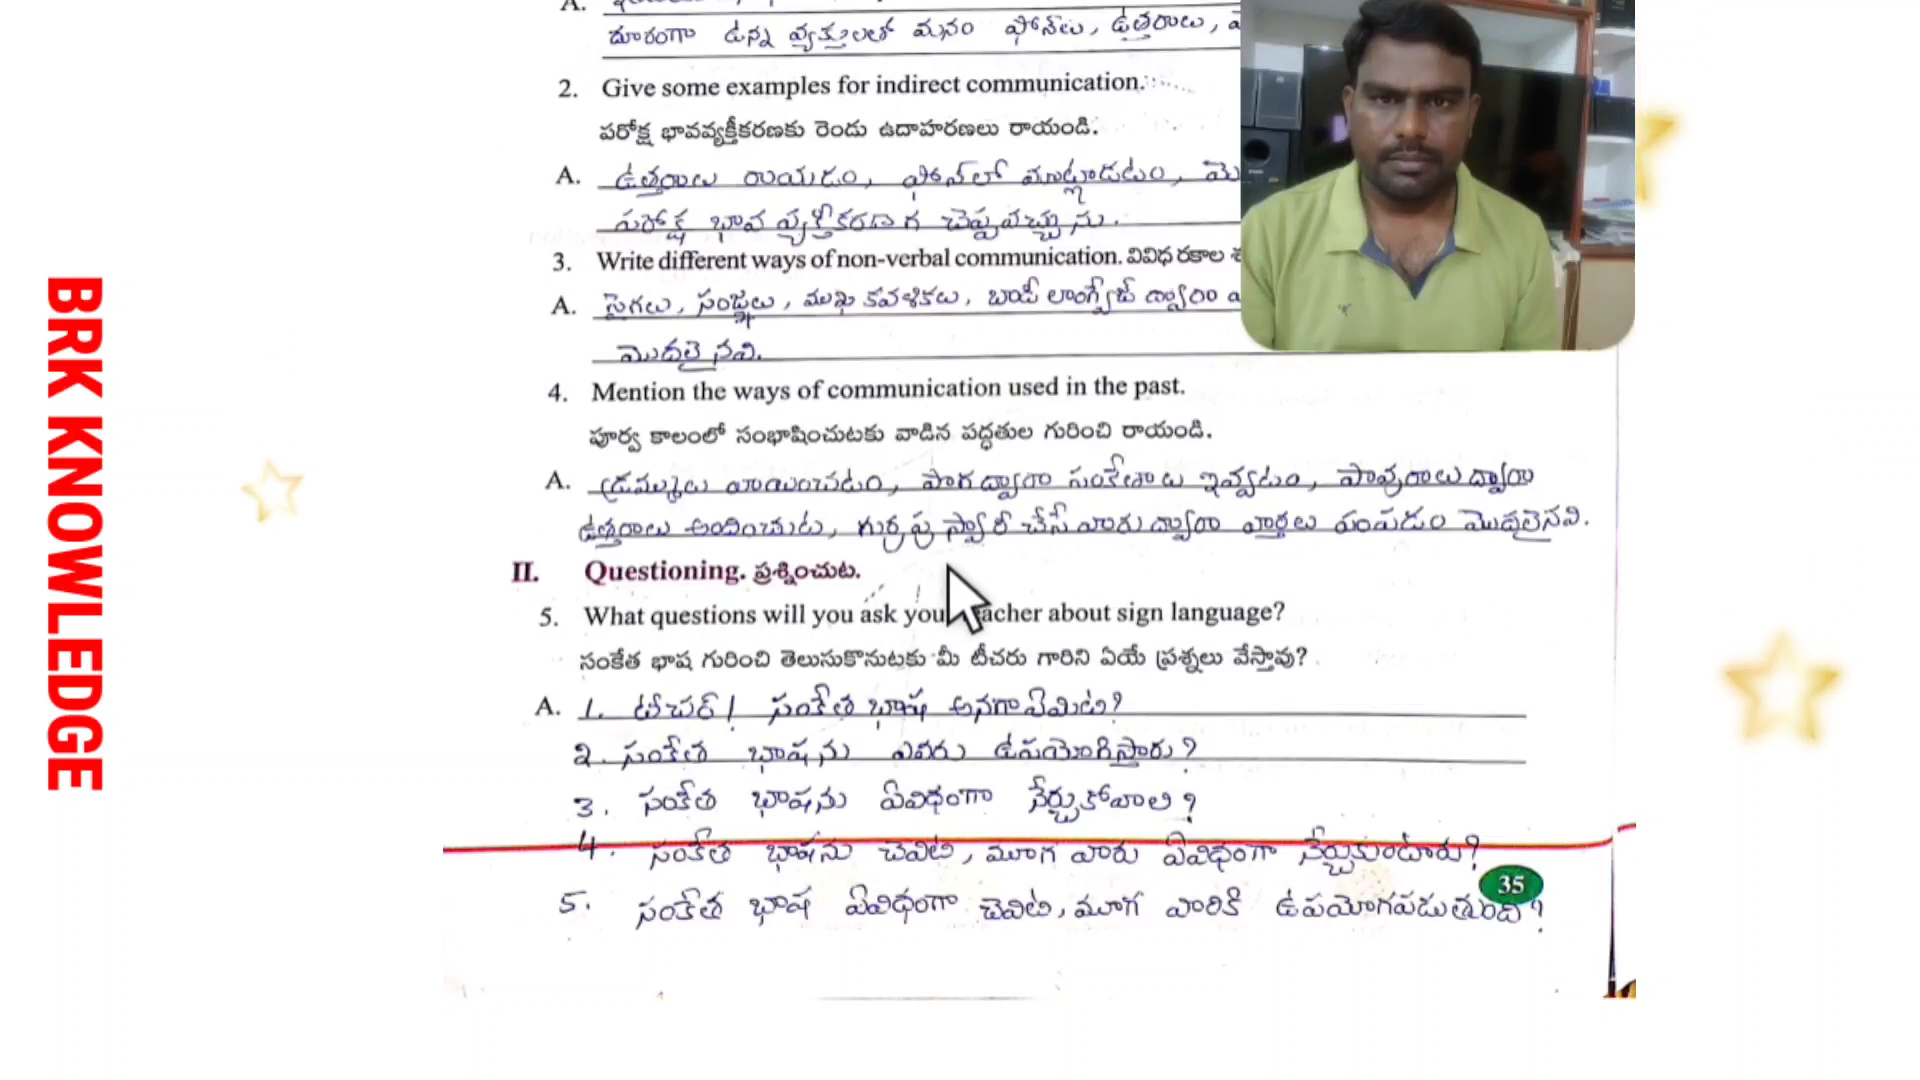 BRK KNOWLEDGE
A.
దూరంగా ఉన్న వ్యక్తులతో మనం ఫోన్‌లు, ఉత్తరాలు,
2. Give some examples for indirect communication.
పరోక్ష భావవ్యక్తీకరణకు రెండు ఉదాహరణలు రాయండి.
A. ఉత్తరాలు రాయడం, ఫోన్‌లో మాట్లాడటం, మొ
పరోక్ష భావ వ్యక్తీకరణగ చెప్పవచ్చును.
3. Write different ways of non-verbal communication. వివిధ రకాల
A. సైగలు, సంజ్ఞలు, ముఖ కవళికలు, బాడీ లాంగ్వేజ్ ద్వారా
మొదలైనవి.
4. Mention the ways of communication used in the past.
పూర్వ కాలంలో సంభాషించుటకు వాడిన పద్ధతుల గురించి రాయండి.
A. డ్రమ్ములు వాయించటం, పొగ ద్వారా సంకేతాలు ఇవ్వటం, పావురాలు ద్వారా
ఉత్తరాలు అందించుట, గుర్రపు స్వారీ చేసే వారు ద్వారా వార్తలు పంపడం మొదలైనవి.
II. Questioning. ప్రశ్నించుట.
5. What questions will you ask you acher about sign language?
సంకేత భాష గురించి తెలుసుకొనుటకు మీ టీచరు గారిని ఏయే ప్రశ్నలు వేస్తావు?
A. 1. టీచర్! సంకేత భాష అనగానేమిటి?
2. సంకేత భాషను ఎవరు ఉపయోగిస్తారు?
3. సంకేత భాషను ఏవిధంగా నేర్చుకోవాలి?
4. సంకేత భాషను చెవిటి, మూగ వారు ఏవిధంగా నేర్చుకుంటారు?
35
5. సంకేత భాష ఏవిధంగా చెవిటి, మూగ వారికి ఉపయోగపడుతుంది?